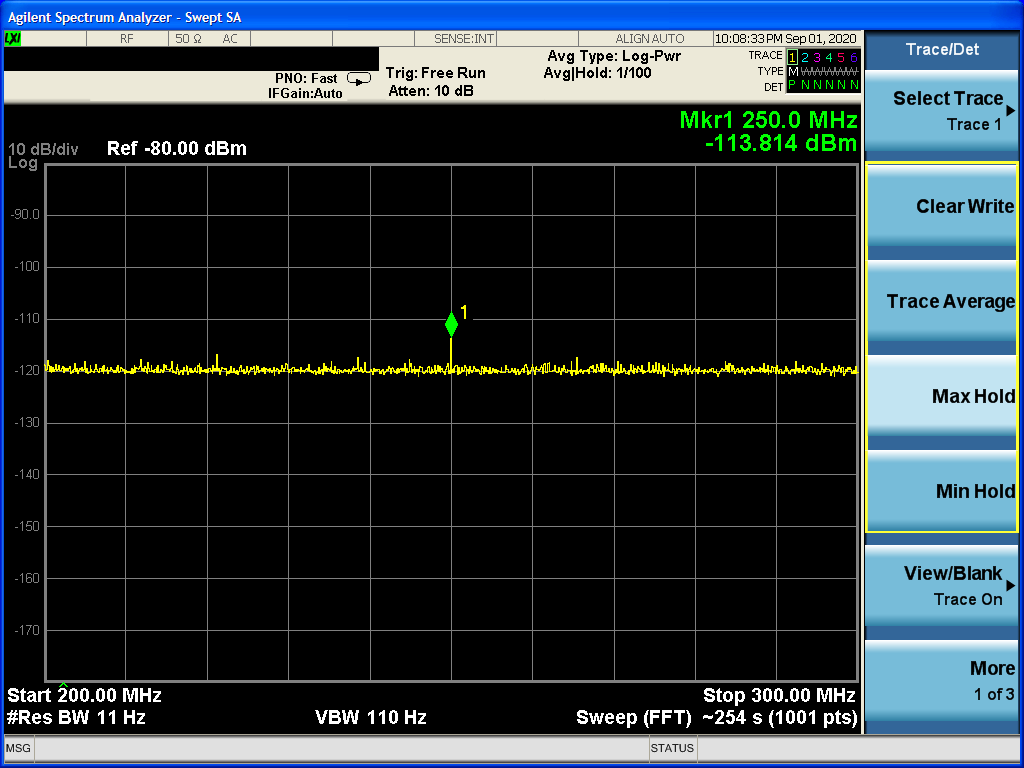 Agilent Spectrum Analyzer - Swept SA
LXI RF 50 Ω AC SENSE:INT ALIGN AUTO 10:08:33 PM Sep 01, 2020
Trace/Det
PNO: Fast
IFGain:Auto
Trig: Free Run
Atten: 10 dB
Avg Type: Log-Pwr
Avg|Hold: 1/100
TRACE 1 2 3 4 5 6
TYPE M W W W W W
DET P N N N N N
Mkr1 250.0 MHz
-113.814 dBm
10 dB/div Ref -80.00 dBm
Log
-90.0
-100
-110
-120
-130
-140
-150
-160
-170
1
Start 200.00 MHz Stop 300.00 MHz
#Res BW 11 Hz VBW 110 Hz Sweep (FFT) ~254 s (1001 pts)
Select Trace
Trace 1
Clear Write
Trace Average
Max Hold
Min Hold
View/Blank
Trace On
More
1 of 3
MSG STATUS